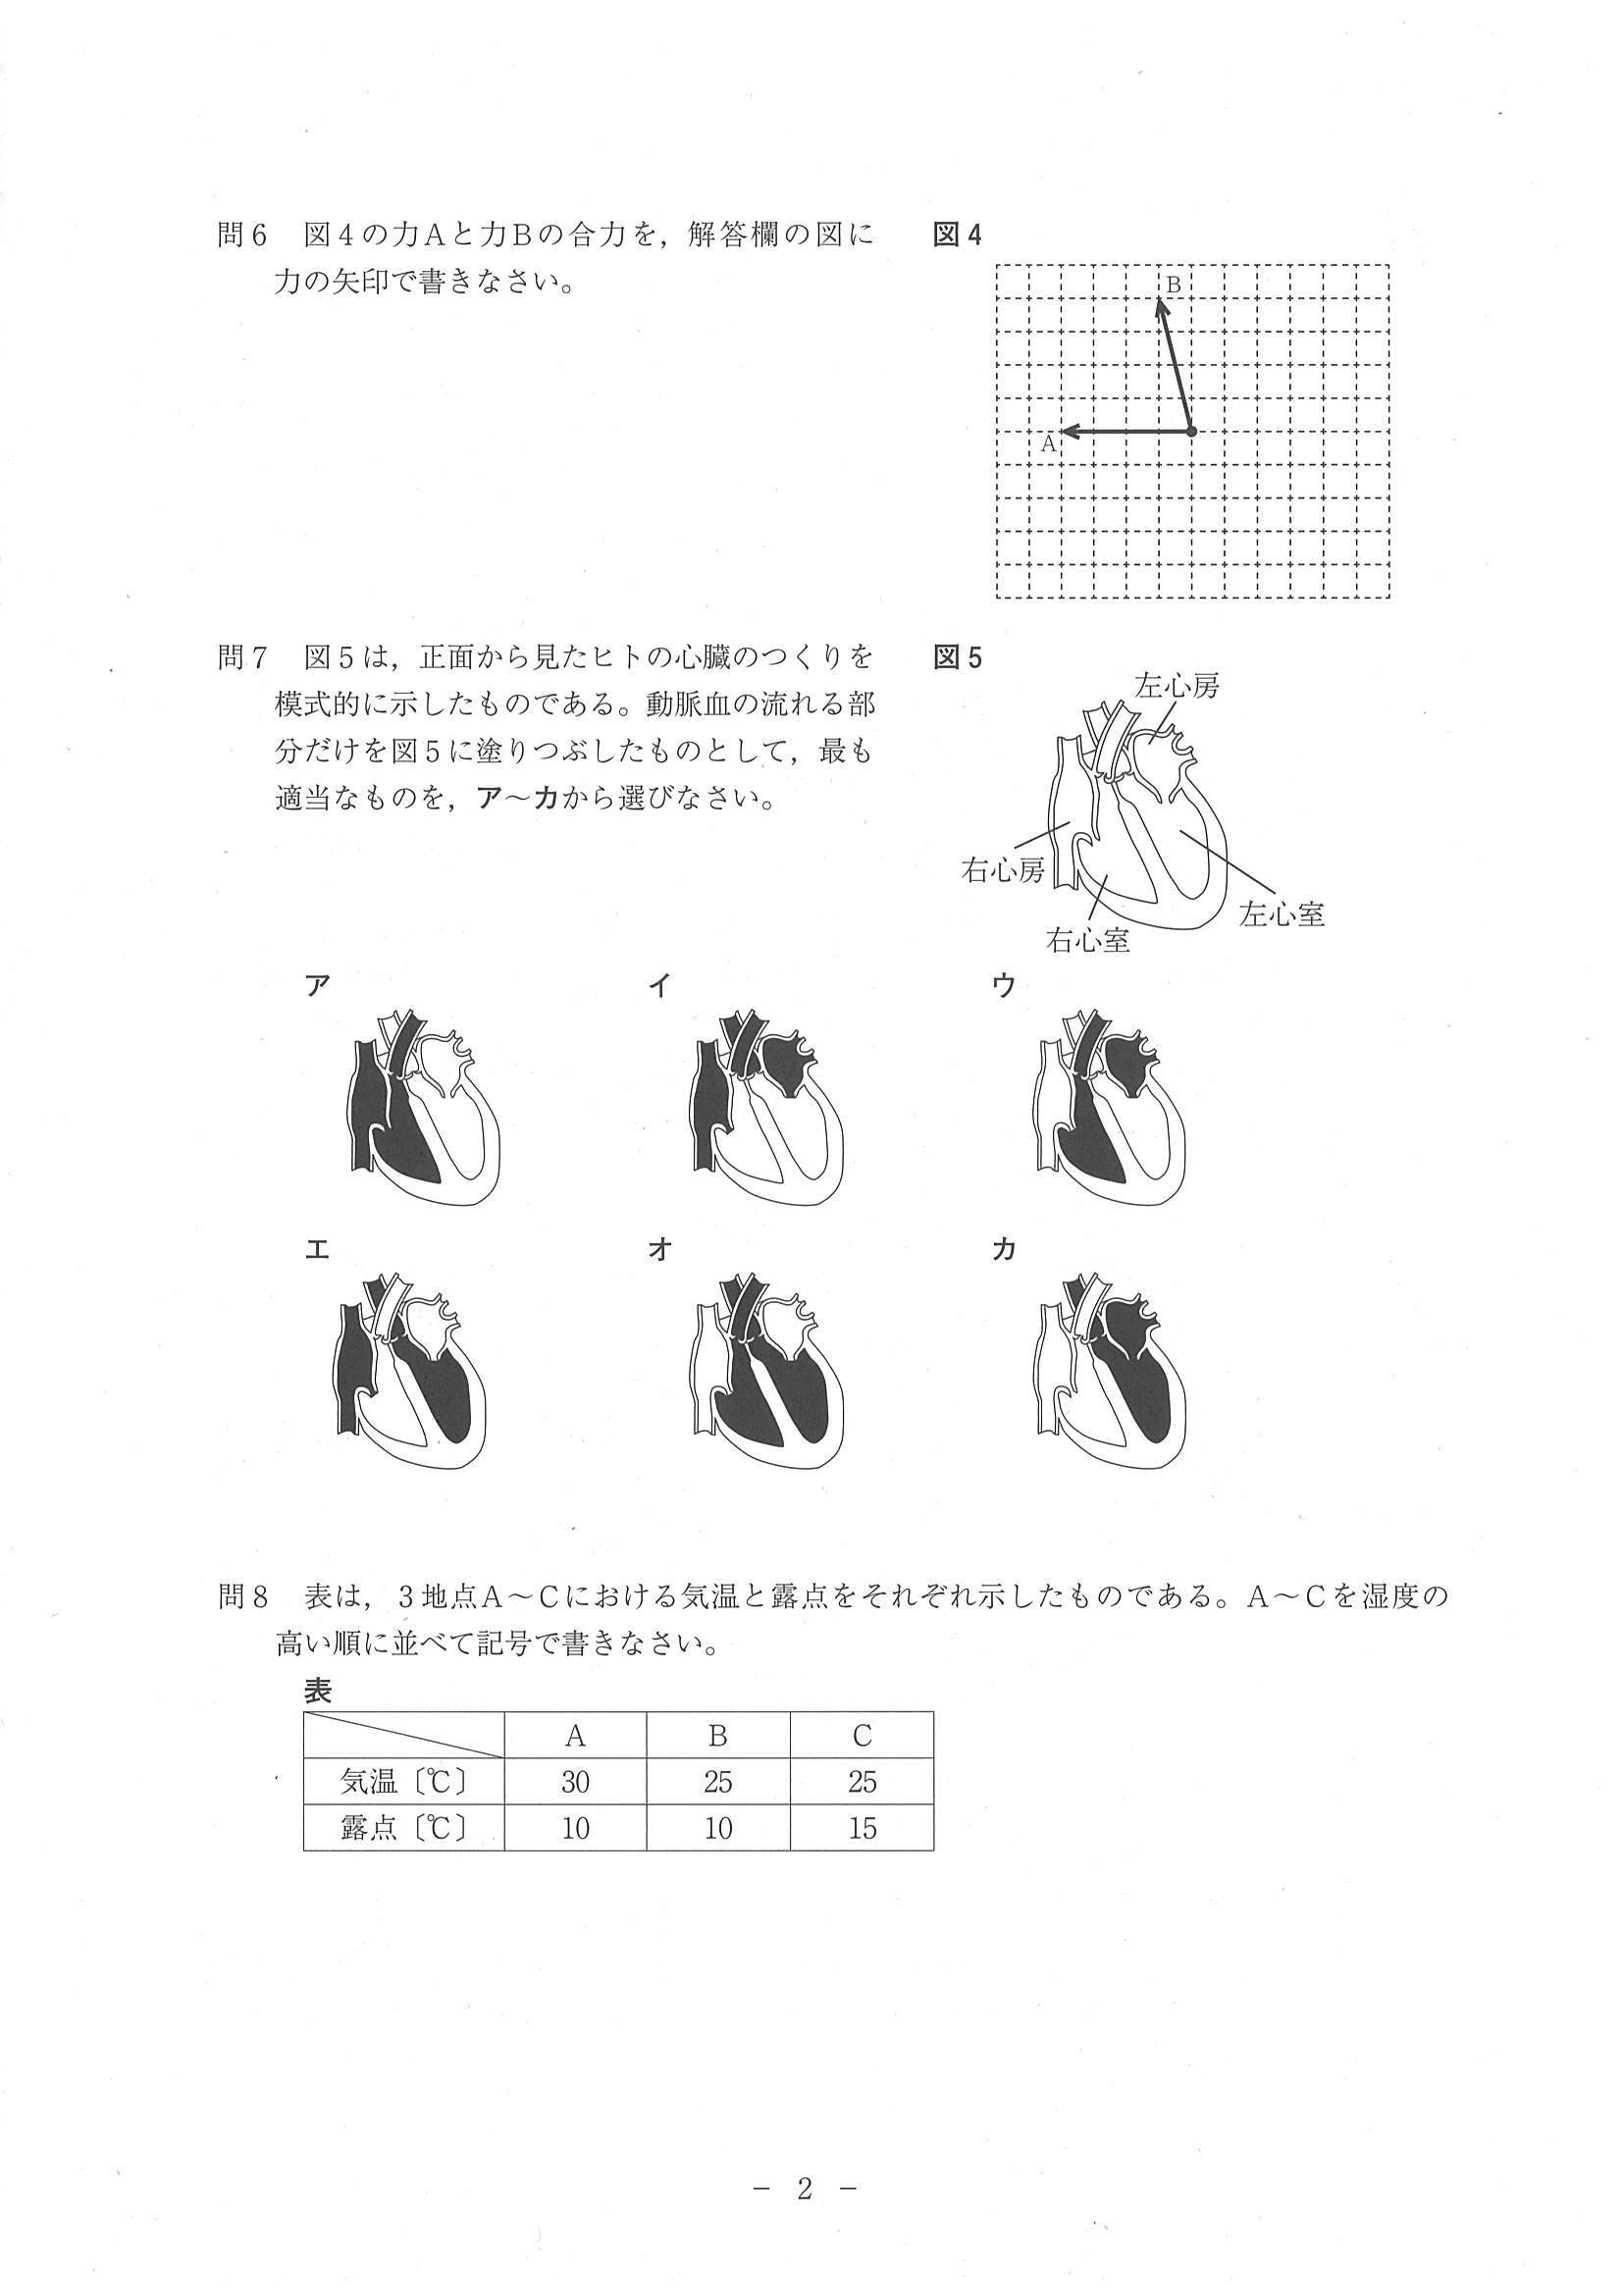 問6 図4の力Aと力Bの合力を，解答欄の図に
力の矢印で書きなさい。
図4
B
A
問7 図5は，正面から見たヒトの心臓のつくりを
模式的に示したものである。動脈血の流れる部
分だけを図5に塗りつぶしたものとして，最も
適当なものを，ア～カから選びなさい。
図5
左心房
右心房
左心室
右心室
ア イ ウ
エ オ カ
問8 表は，3地点A～Cにおける気温と露点をそれぞれ示したものである。A～Cを湿度の
高い順に並べて記号で書きなさい。
表
A B C
気温〔℃〕 30 25 25
露点〔℃〕 10 10 15
－ 2 －